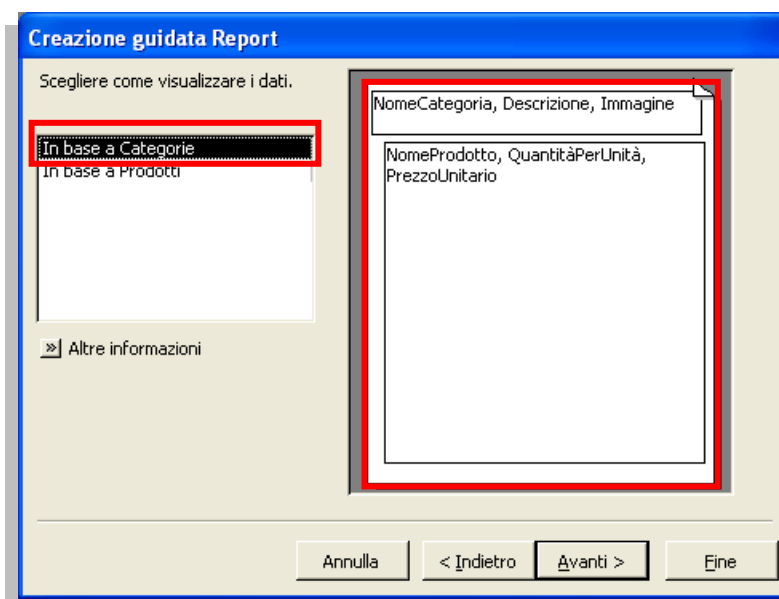 Creazione guidata Report
Scegliere come visualizzare i dati.
In base a Categorie
In base a Prodotti
Altre informazioni
NomeCategoria, Descrizione, Immagine
NomeProdotto, QuantitàPerUnità,
PrezzoUnitario
Annulla
< Indietro
Avanti >
Fine